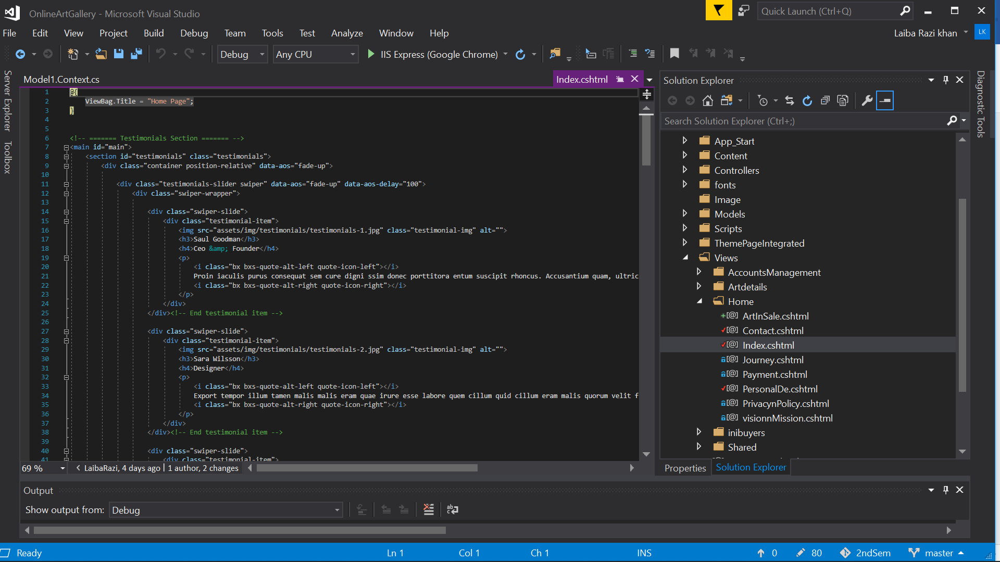 OnlineArtGallery - Microsoft Visual Studio
Quick Launch (Ctrl+Q)
File Edit View Project Build Debug Team Tools Test Analyze Window Help
Laiba Razi khan LK
Debug Any CPU IIS Express (Google Chrome)
Server Explorer
Toolbox
Model1.Context.cs
Index.cshtml
1 @{
2 ViewBag.Title = "Home Page";
3 }
4
5
6 <!-- ======= Testimonials Section ======= -->
7 <main id="main">
8 <section id="testimonials" class="testimonials">
9 <div class="container position-relative" data-aos="fade-up">
10
11 <div class="testimonials-slider swiper" data-aos="fade-up" data-aos-delay="100">
12 <div class="swiper-wrapper">
13
14 <div class="swiper-slide">
15 <div class="testimonial-item">
16 <img src="assets/img/testimonials/testimonials-1.jpg" class="testimonial-img" alt="">
17 <h3>Saul Goodman</h3>
18 <h4>Ceo &amp; Founder</h4>
19 <p>
20 <i class="bx bxs-quote-alt-left quote-icon-left"></i>
21 Proin iaculis purus consequat sem cure digni ssim donec porttitora entum suscipit rhoncus. Accusantium quam, ultric
22 <i class="bx bxs-quote-alt-right quote-icon-right"></i>
23 </p>
24 </div>
25 </div><!-- End testimonial item -->
26
27 <div class="swiper-slide">
28 <div class="testimonial-item">
29 <img src="assets/img/testimonials/testimonials-2.jpg" class="testimonial-img" alt="">
30 <h3>Sara Wilsson</h3>
31 <h4>Designer</h4>
32 <p>
33 <i class="bx bxs-quote-alt-left quote-icon-left"></i>
34 Export tempor illum tamen malis malis eram quae irure esse labore quem cillum quid cillum eram malis quorum velit f
35 <i class="bx bxs-quote-alt-right quote-icon-right"></i>
36 </p>
37 </div>
38 </div><!-- End testimonial item -->
39
40 <div class="swiper-slide">
41 <div class="testimonial-item">
69 %
LaibaRazi, 4 days ago | 1 author, 2 changes
Solution Explorer
Search Solution Explorer (Ctrl+;)
App_Start
Content
Controllers
fonts
Image
Models
Scripts
ThemePageIntegrated
Views
AccountsManagement
Artdetails
Home
ArtInSale.cshtml
Contact.cshtml
Index.cshtml
Journey.cshtml
Payment.cshtml
PersonalDe.cshtml
PrivacynPolicy.cshtml
visionnMission.cshtml
inibuyers
Shared
Properties Solution Explorer
Diagnostic Tools
Output
Show output from: Debug
Ready Ln 1 Col 1 Ch 1 INS 0 80 2ndSem master